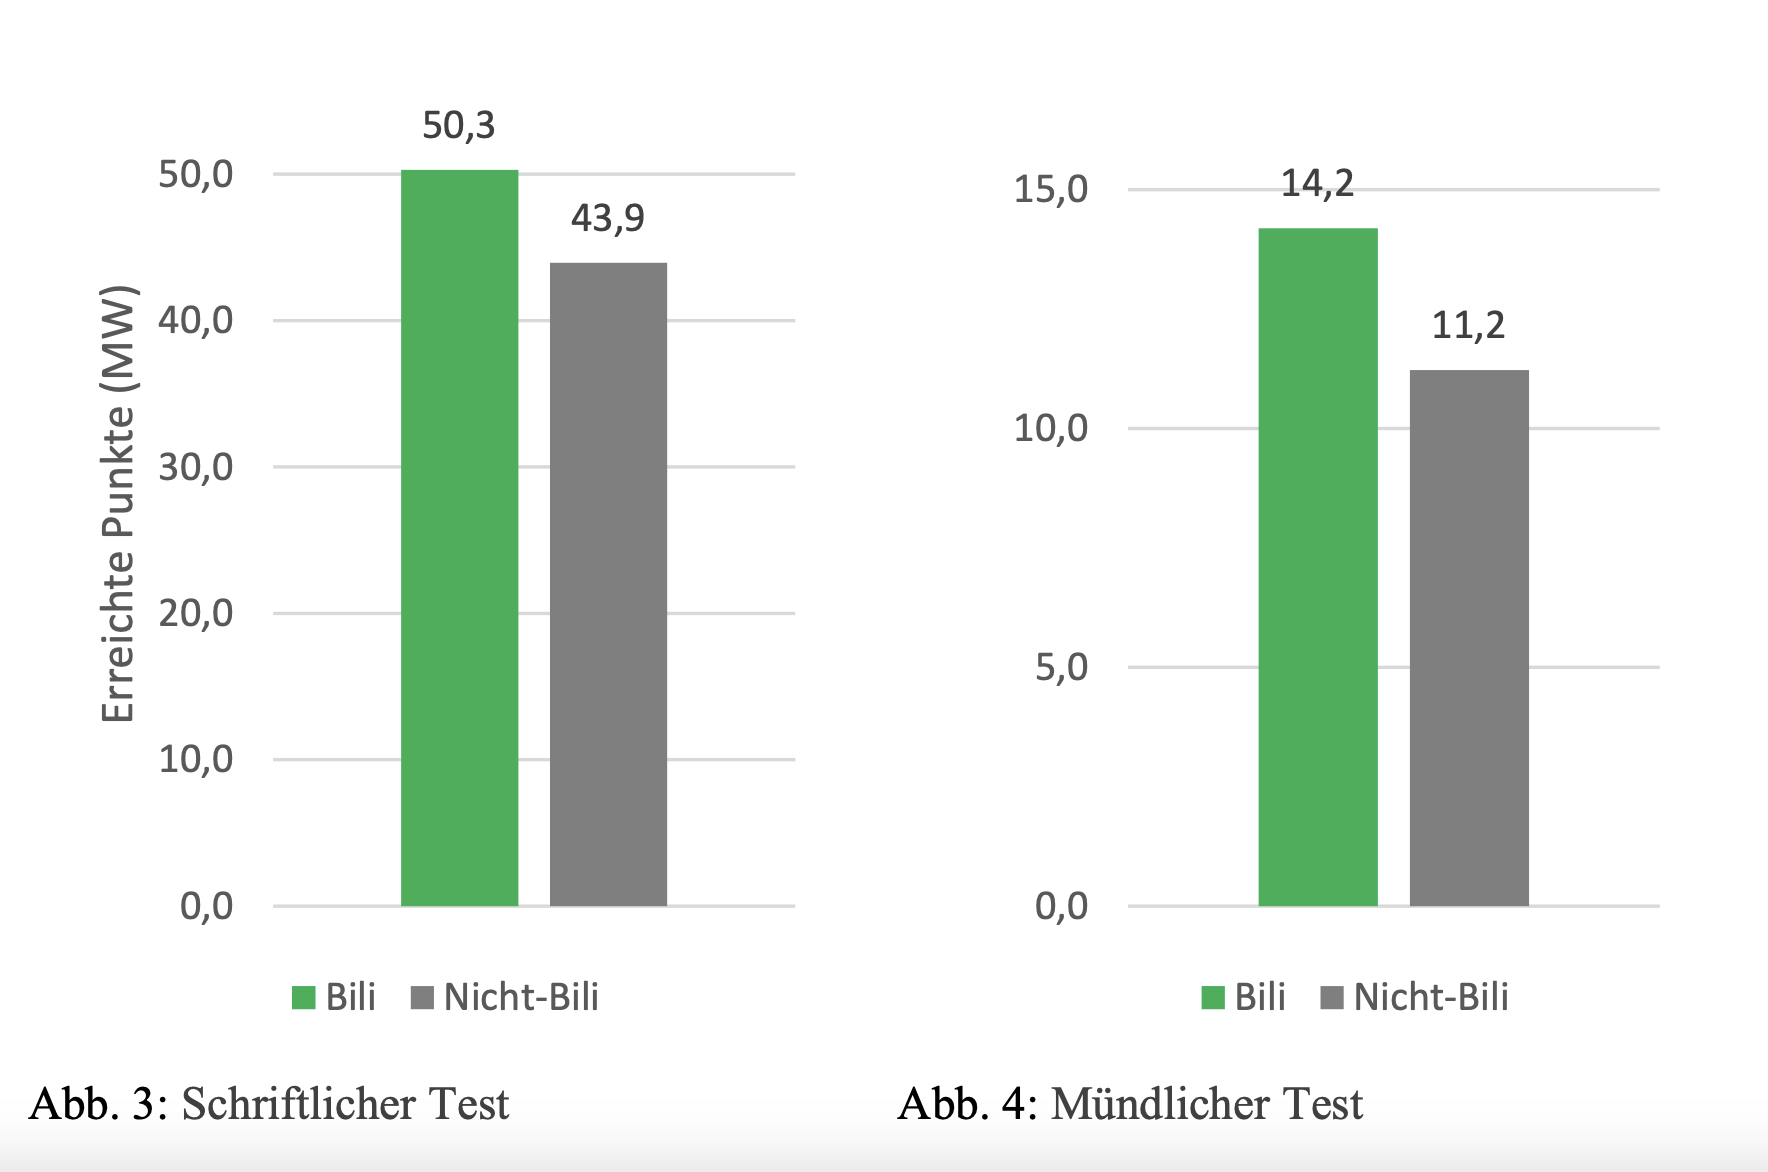 50,3
50,0
43,9
40,0
30,0
20,0
10,0
0,0
Erreichte Punkte (MW)
Bili Nicht-Bili
Abb. 3: Schriftlicher Test
14,2
15,0
11,2
10,0
5,0
0,0
Bili Nicht-Bili
Abb. 4: Mündlicher Test